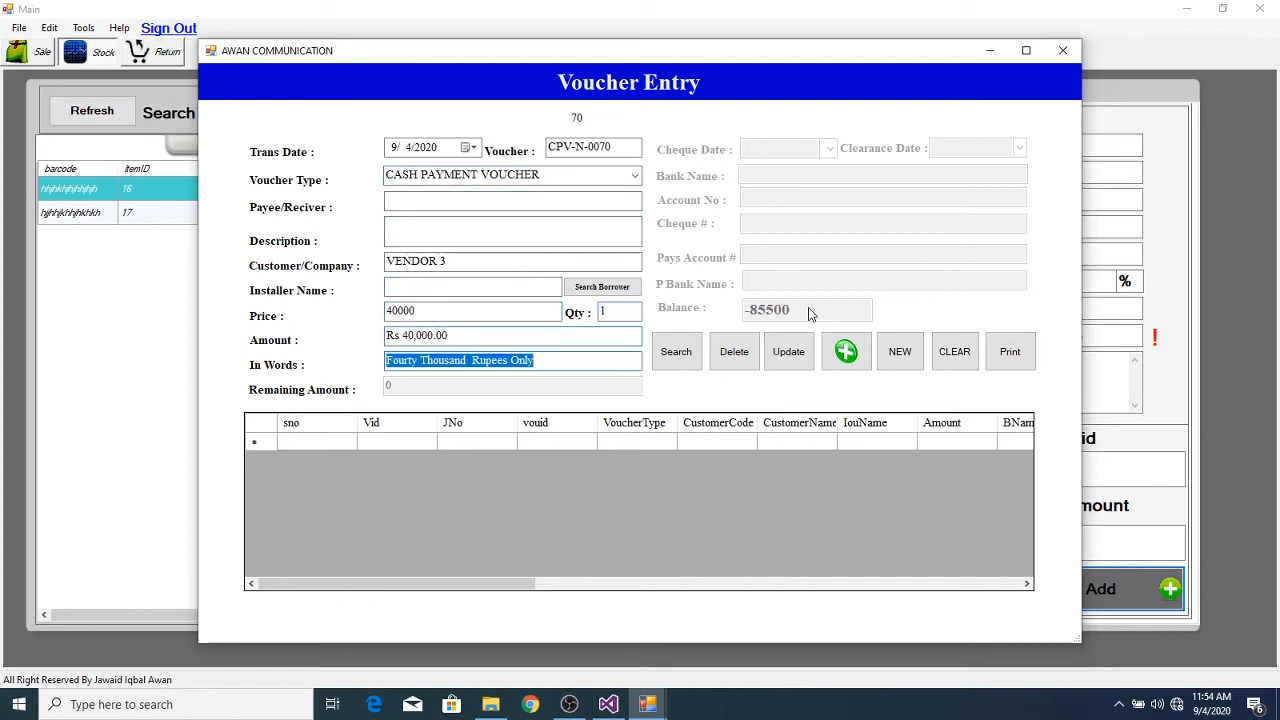 Main
File Edit Tools Help Sign Out
Sale Stock Return
AWAN COMMUNICATION
Voucher Entry
Refresh Search
barcode itemID
hjhkhjhhjhjh 16
hjjhhjkhhjhkhkh 17
70
Trans Date : 9/ 4/2020 Voucher : CPV-N-0070
Voucher Type : CASH PAYMENT VOUCHER
Payee/Reciver :
Description :
Customer/Company : VENDOR 3
Installer Name : Search Borrower
Price : 40000 Qty : 1
Amount : Rs 40,000.00
In Words : Fourty Thousand Rupees Only
Remaining Amount : 0
Cheque Date : Clearance Date :
Bank Name :
Account No :
Cheque # :
Pays Account #
P Bank Name :
Balance : -85500
Search Delete Update NEW CLEAR Print
sno Vid JNo vouid VoucherType CustomerCode CustomerName IouName Amount BNam
*
%
!
id
mount
Add
All Right Reserved By Jawaid Iqbal Awan
Type here to search
11:54 AM
9/4/2020
6